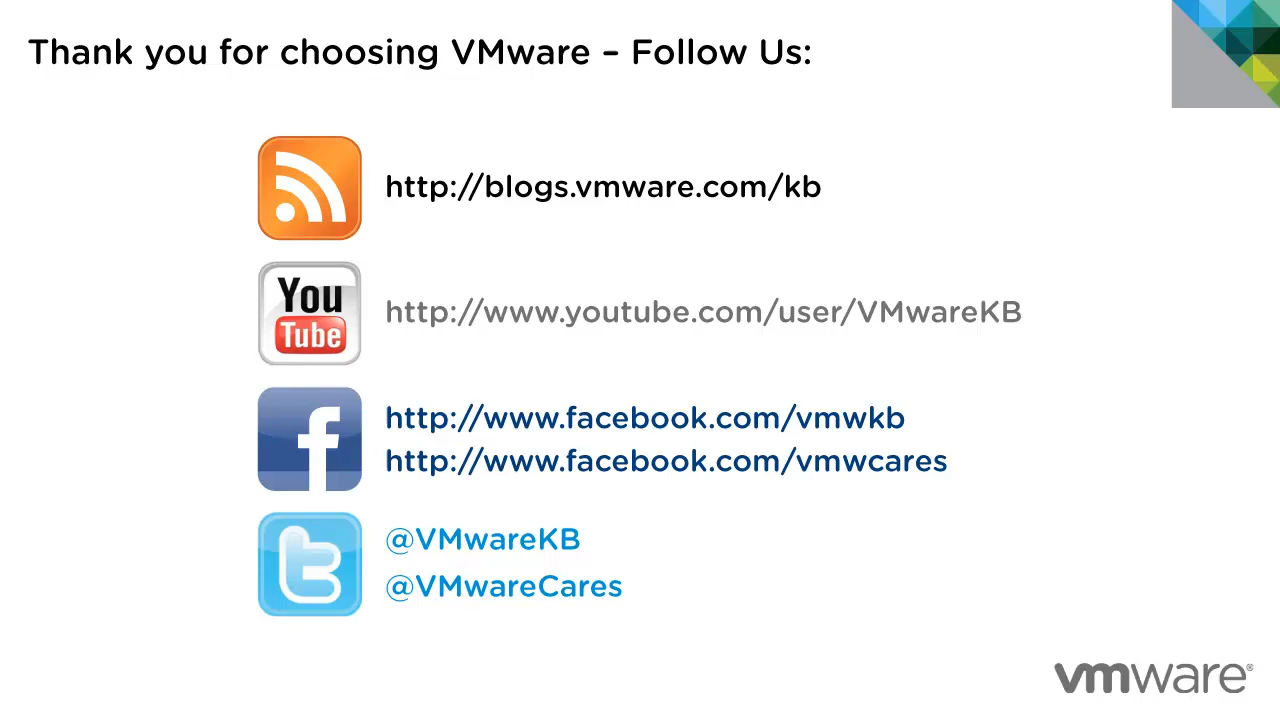 Thank you for choosing VMware – Follow Us:
http://blogs.vmware.com/kb
You
Tube
http://www.youtube.com/user/VMwareKB
f
http://www.facebook.com/vmwkb
http://www.facebook.com/vmwcares
t
@VMwareKB
@VMwareCares
vmware®